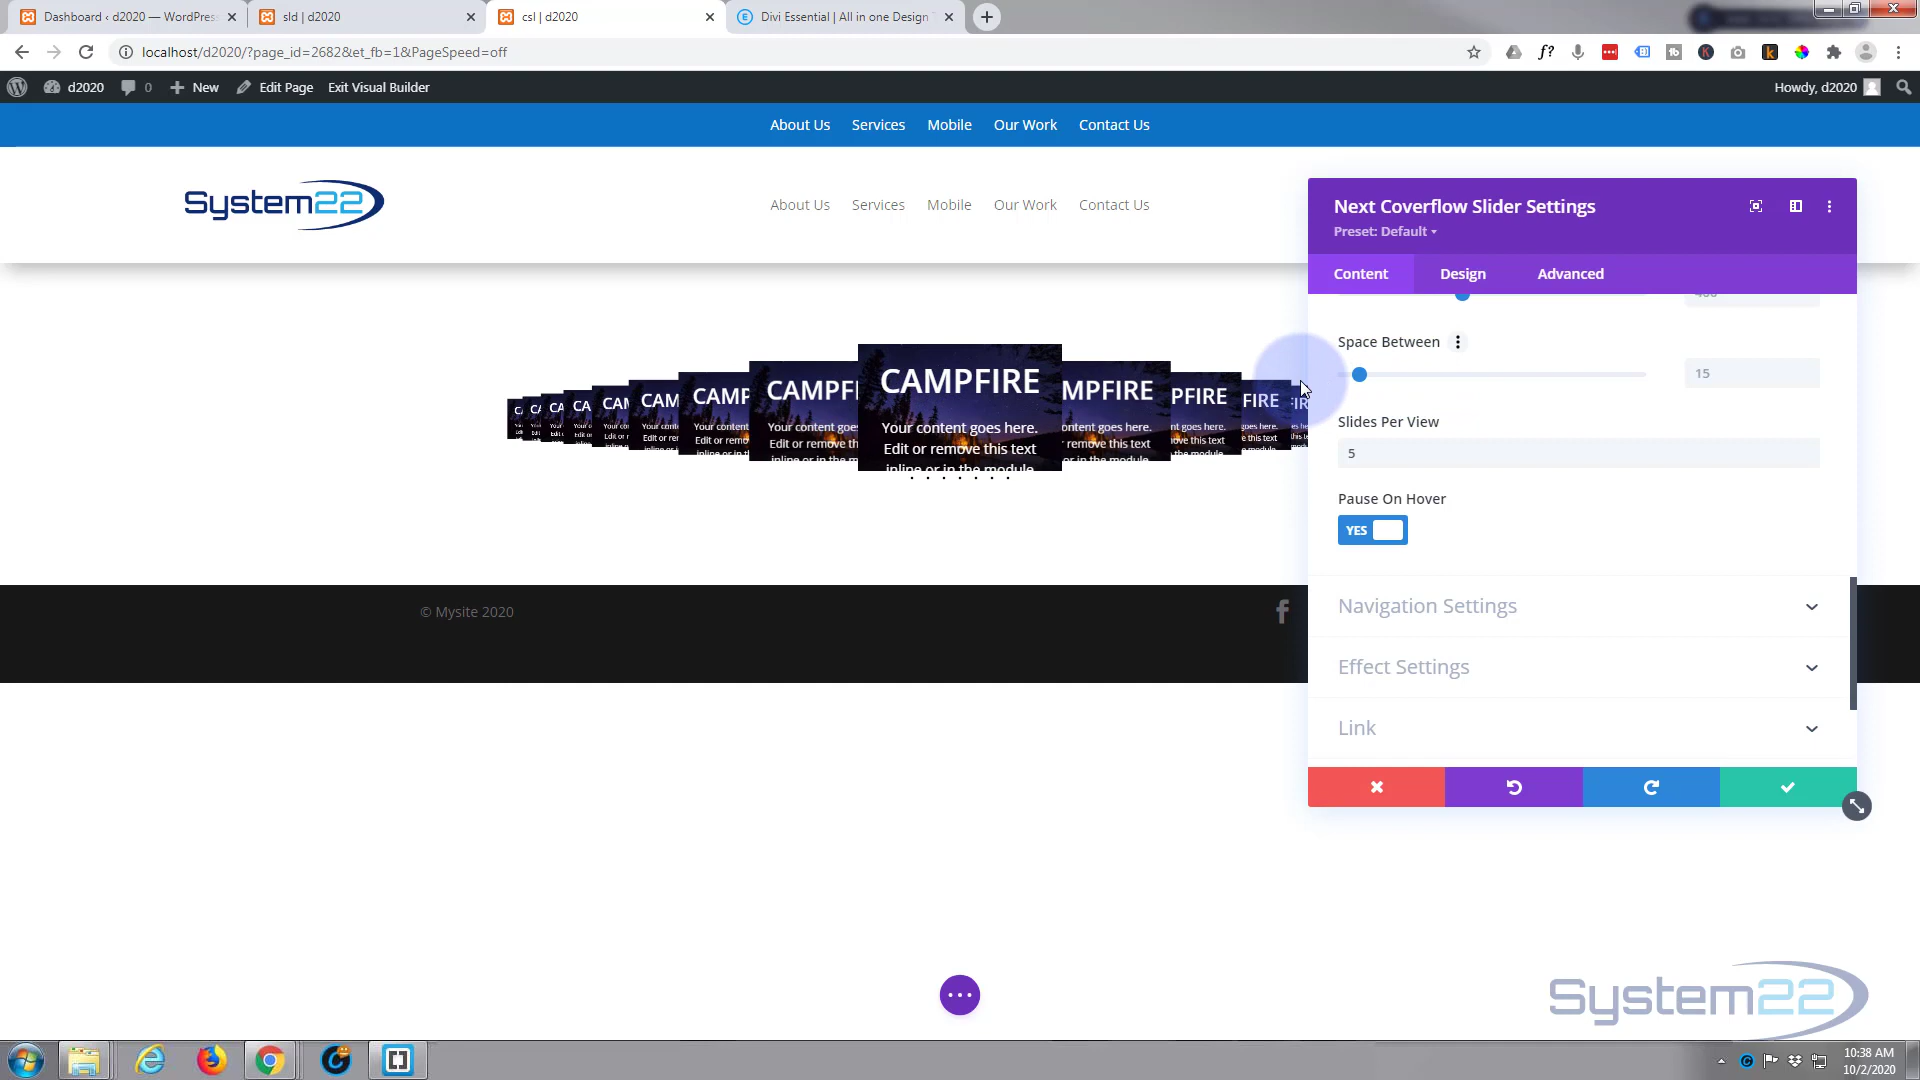 Dashboard ‹ d2020 — WordPres
sld | d2020
csl | d2020
Divi Essential | All in one Design
localhost/d2020/?page_id=2682&et_fb=1&PageSpeed=off
d2020
0
New
Edit Page
Exit Visual Builder
Howdy, d2020
About Us
Services
Mobile
Our Work
Contact Us
System22
About Us
Services
Mobile
Our Work
Contact Us
Next Coverflow Slider Settings
Preset: Default
Content
Design
Advanced
Space Between
15
Slides Per View
5
Pause On Hover
YES
Navigation Settings
Effect Settings
Link
CAMPFIRE
Your content goes here.
Edit or remove this text
inline or in the module
© Mysite 2020
System22
10:38 AM
10/2/2020